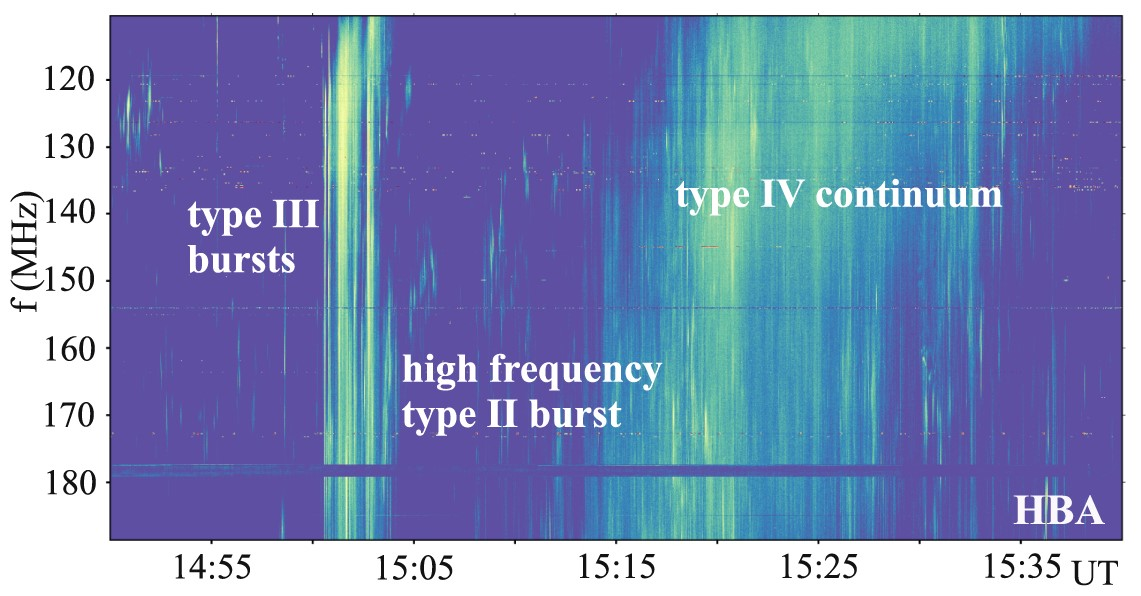 120
130
140
150
160
170
180
f (MHz)
type III
bursts
high frequency
type II burst
type IV continuum
HBA
14:55
15:05
15:15
15:25
15:35
UT